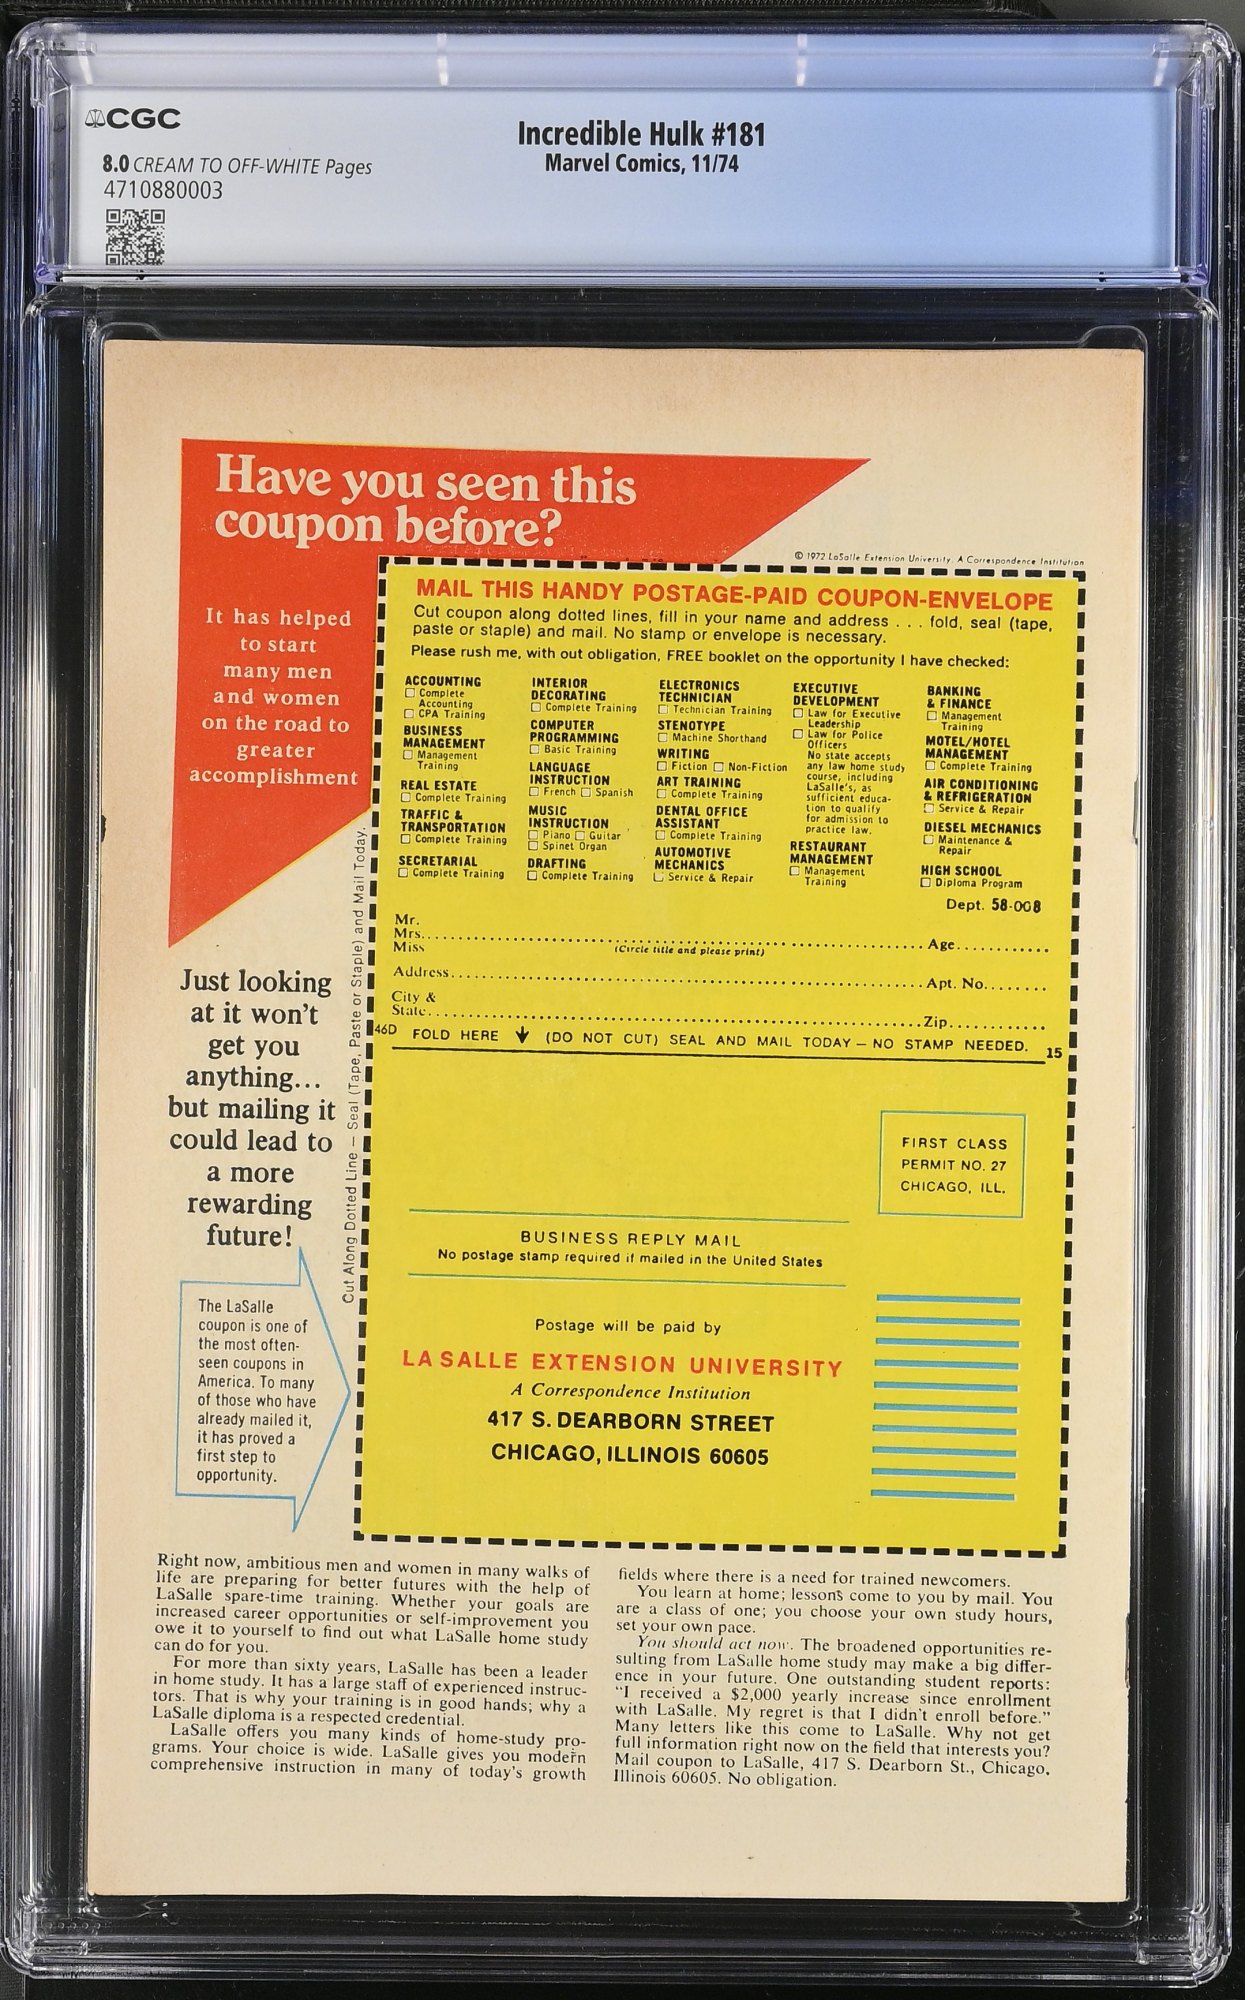 CGC
8.0 CREAM TO OFF-WHITE Pages
4710880003
Incredible Hulk #181
Marvel Comics, 11/74
Have you seen this
coupon before?
It has helped
to start
many men
and women
on the road to
greater
accomplishment
© 1972 LaSalle Extension University, A Correspondence Institution
MAIL THIS HANDY POSTAGE-PAID COUPON-ENVELOPE
Cut coupon along dotted lines, fill in your name and address . . . fold, seal (tape,
paste or staple) and mail. No stamp or envelope is necessary.
Please rush me, with out obligation, FREE booklet on the opportunity I have checked:
ACCOUNTING
Complete
Accounting
CPA Training
BUSINESS
MANAGEMENT
Management
Training
REAL ESTATE
Complete Training
TRAFFIC &
TRANSPORTATION
Complete Training
SECRETARIAL
Complete Training
INTERIOR
DECORATING
Complete Training
COMPUTER
PROGRAMMING
Basic Training
LANGUAGE
INSTRUCTION
French Spanish
MUSIC
INSTRUCTION
Piano Guitar
Spinet Organ
DRAFTING
Complete Training
ELECTRONICS
TECHNICIAN
Technician Training
STENOTYPE
Machine Shorthand
WRITING
Fiction Non-Fiction
ART TRAINING
Complete Training
DENTAL OFFICE
ASSISTANT
Complete Training
AUTOMOTIVE
MECHANICS
Service & Repair
EXECUTIVE
DEVELOPMENT
Law for Executive
Leadership
Law for Police
Officers
No state accepts
any law home study
course, including
LaSalle's, as
sufficient educa-
tion to qualify
for admission to
practice law.
RESTAURANT
MANAGEMENT
Management
Training
BANKING
& FINANCE
Management
Training
MOTEL/HOTEL
MANAGEMENT
Complete Training
AIR CONDITIONING
& REFRIGERATION
Service & Repair
DIESEL MECHANICS
Maintenance &
Repair
HIGH SCHOOL
Diploma Program
Dept. 58-008
Mr.
Mrs. Age
Miss (Circle title and please print)
Address Apt. No.
City &
State Zip
46D FOLD HERE (DO NOT CUT) SEAL AND MAIL TODAY – NO STAMP NEEDED. 15
Cut Along Dotted Line – Seal (Tape, Paste or Staple) and Mail Today.
Just looking
at it won't
get you
anything...
but mailing it
could lead to
a more
rewarding
future!
FIRST CLASS
PERMIT NO. 27
CHICAGO, ILL.
BUSINESS REPLY MAIL
No postage stamp required if mailed in the United States
Postage will be paid by
LA SALLE EXTENSION UNIVERSITY
A Correspondence Institution
417 S. DEARBORN STREET
CHICAGO, ILLINOIS 60605
The LaSalle
coupon is one of
the most often-
seen coupons in
America. To many
of those who have
already mailed it,
it has proved a
first step to
opportunity.
Right now, ambitious men and women in many walks of
life are preparing for better futures with the help of
LaSalle spare-time training. Whether your goals are
increased career opportunities or self-improvement you
owe it to yourself to find out what LaSalle home study
can do for you.
For more than sixty years, LaSalle has been a leader
in home study. It has a large staff of experienced instruc-
tors. That is why your training is in good hands; why a
LaSalle diploma is a respected credential.
LaSalle offers you many kinds of home-study pro-
grams. Your choice is wide. LaSalle gives you modern
comprehensive instruction in many of today's growth
fields where there is a need for trained newcomers.
You learn at home; lessons come to you by mail. You
are a class of one; you choose your own study hours,
set your own pace.
You should act now. The broadened opportunities re-
sulting from LaSalle home study may make a big differ-
ence in your future. One outstanding student reports:
"I received a $2,000 yearly increase since enrollment
with LaSalle. My regret is that I didn't enroll before."
Many letters like this come to LaSalle. Why not get
full information right now on the field that interests you?
Mail coupon to LaSalle, 417 S. Dearborn St., Chicago,
Illinois 60605. No obligation.